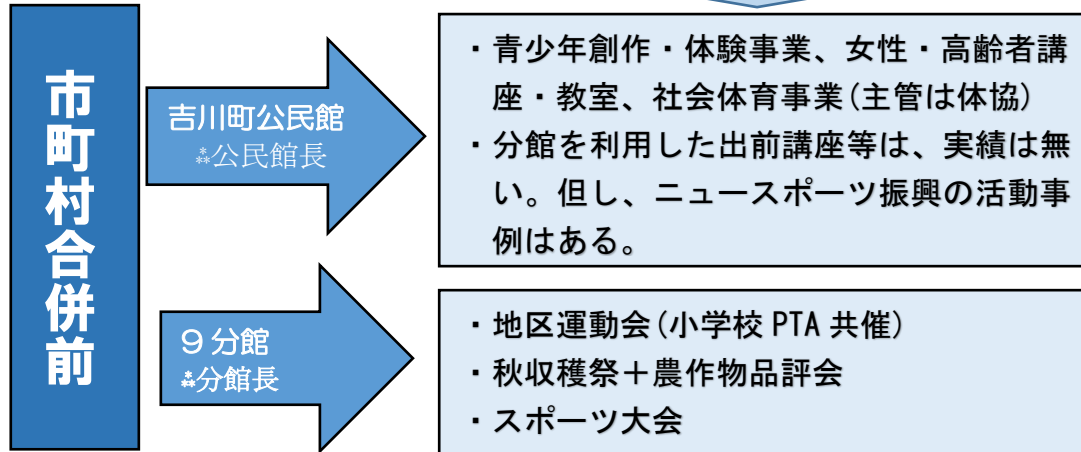 市町村合併前
吉川町公民館
⁂公民館長
・青少年創作・体験事業、女性・高齢者講
座・教室、社会体育事業(主管は体協)
・分館を利用した出前講座等は、実績は無
い。但し、ニュースポーツ振興の活動事
例はある。
９分館
⁂分館長
・地区運動会(小学校 PTA 共催)
・秋収穫祭＋農作物品評会
・スポーツ大会